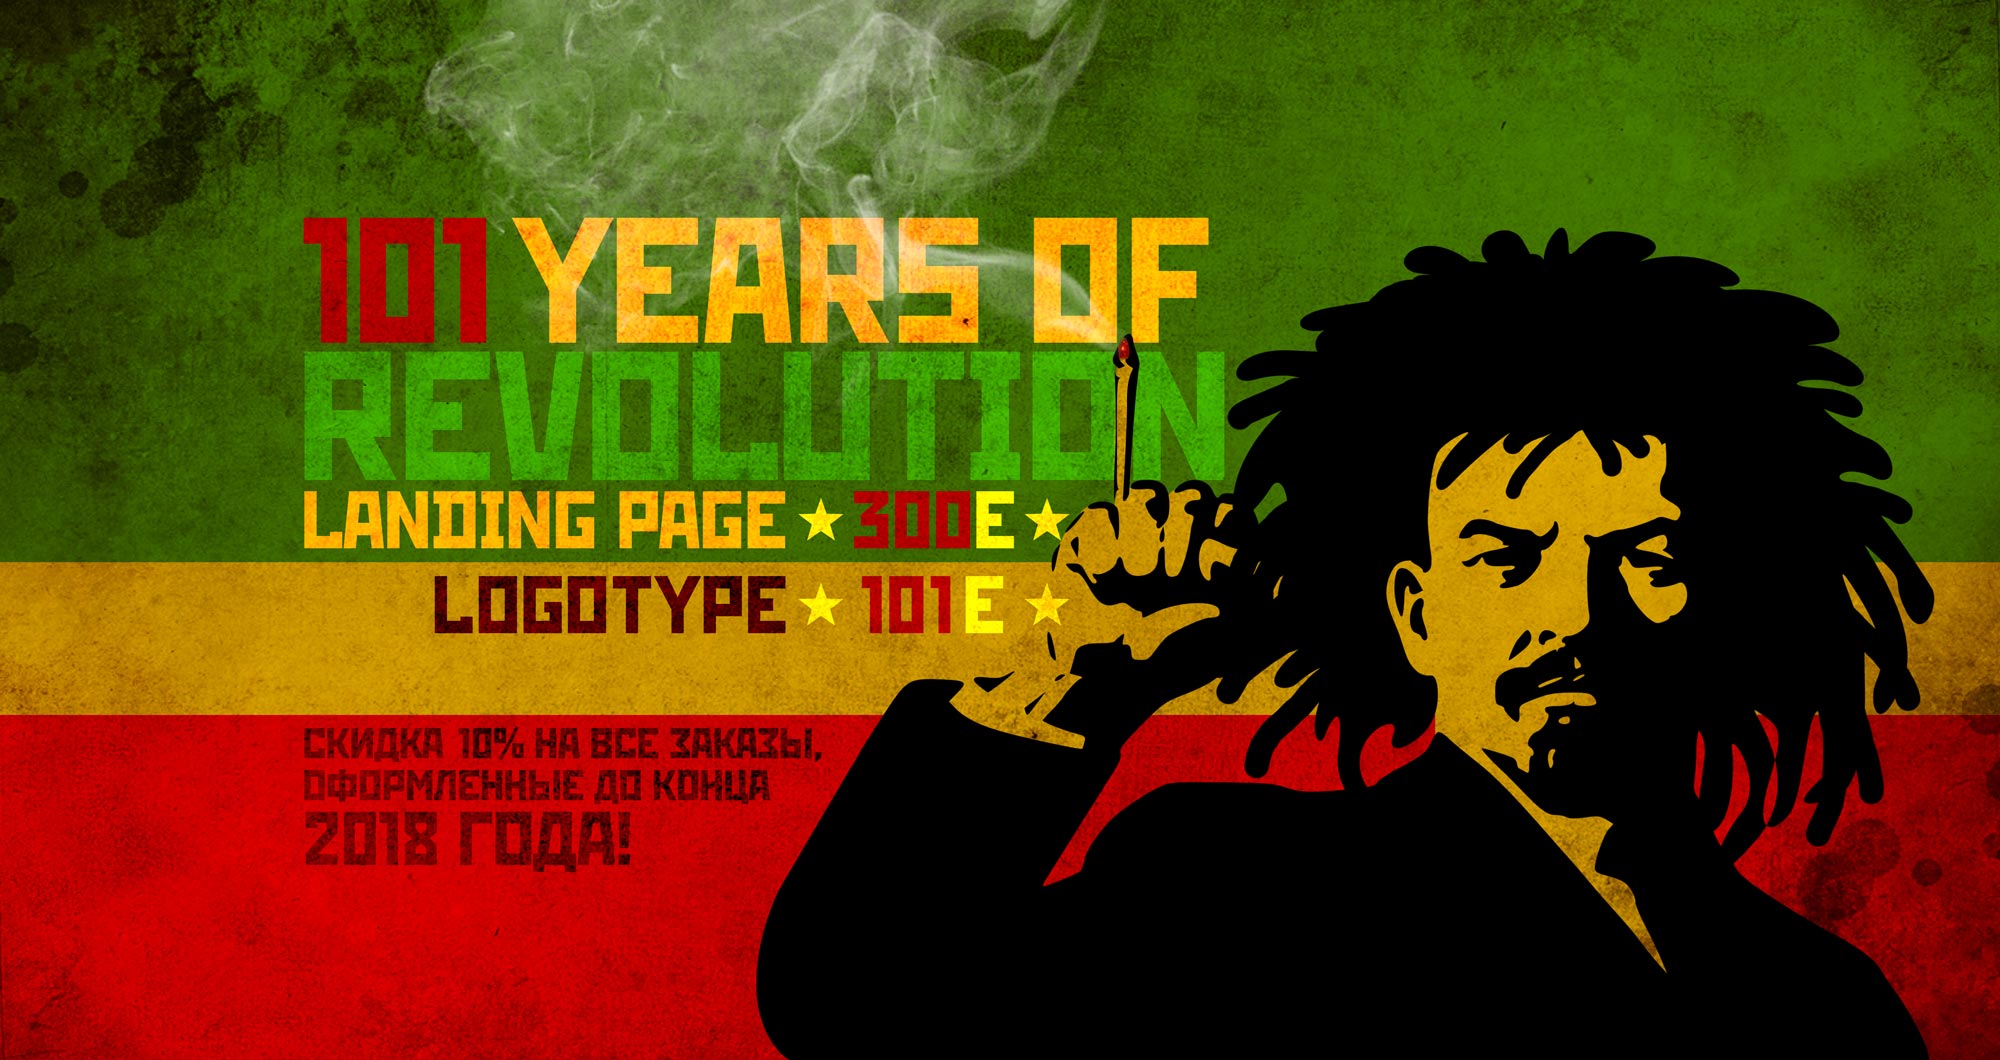 101 YEARS OF
REVOLUTION
LANDING PAGE ★ 300E ★
LOGOTYPE ★ 101E ★
СКИДКА 10% НА ВСЕ ЗАКАЗЫ,
ОФОРМЛЕННЫЕ ДО КОНЦА
2018 ГОДА!